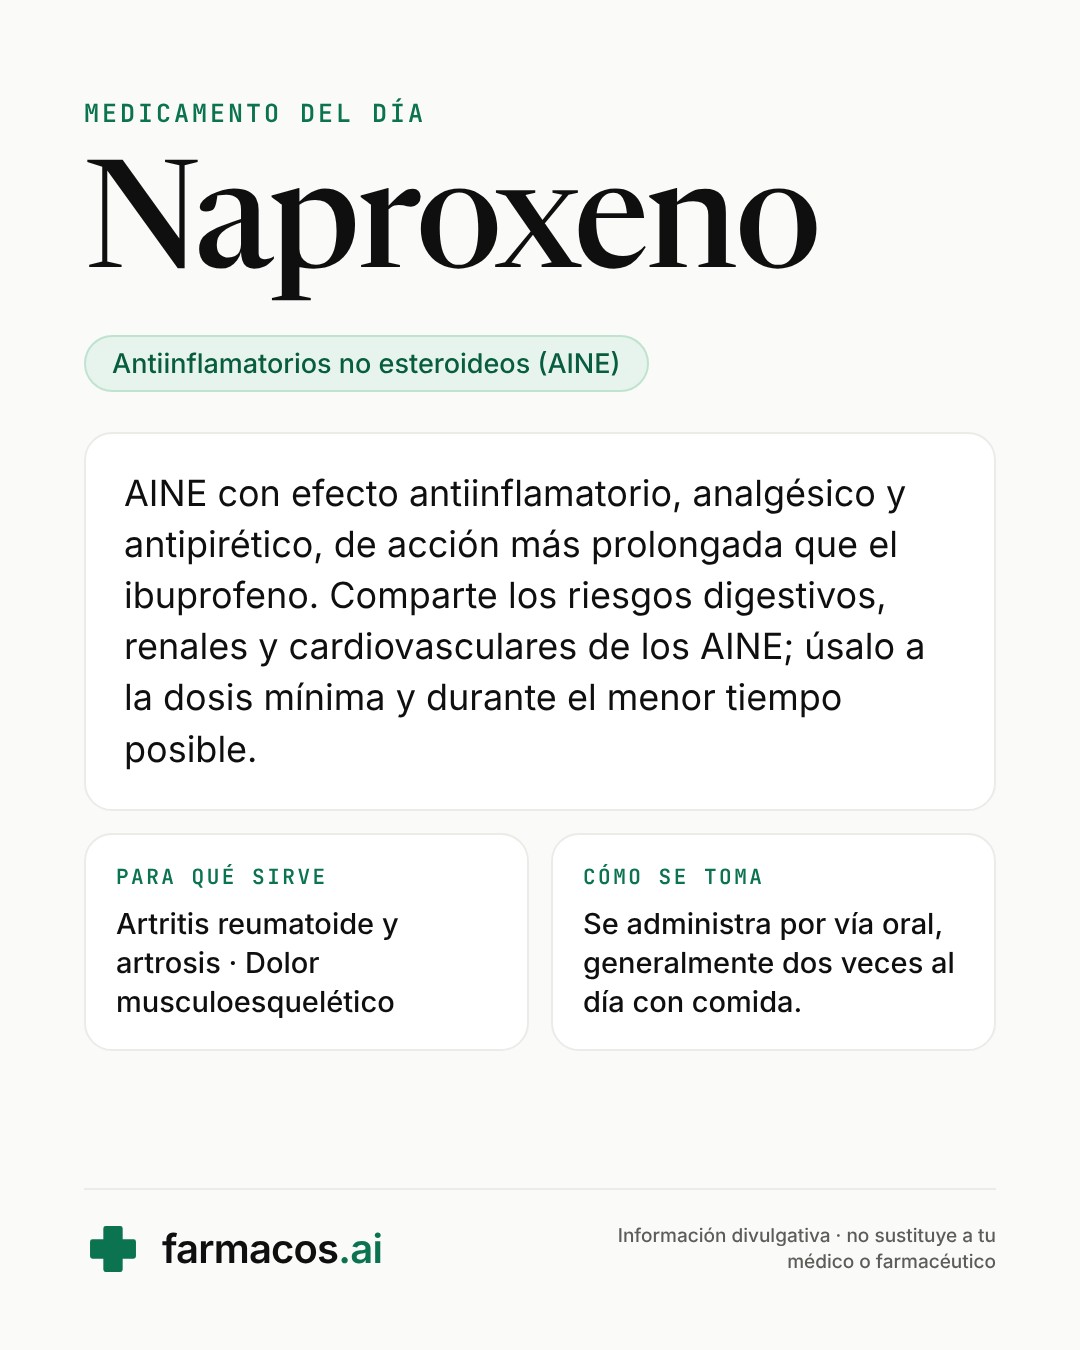 MEDICAMENTO DEL DÍA
Naproxeno
Antiinflamatorios no esteroideos (AINE)
AINE con efecto antiinflamatorio, analgésico y
antipirético, de acción más prolongada que el
ibuprofeno. Comparte los riesgos digestivos,
renales y cardiovasculares de los AINE; úsalo a
la dosis mínima y durante el menor tiempo
posible.
PARA QUÉ SIRVE
Artritis reumatoide y
artrosis · Dolor
musculoesquelético
CÓMO SE TOMA
Se administra por vía oral,
generalmente dos veces al
día con comida.
farmacos.ai
Información divulgativa · no sustituye a tu
médico o farmacéutico